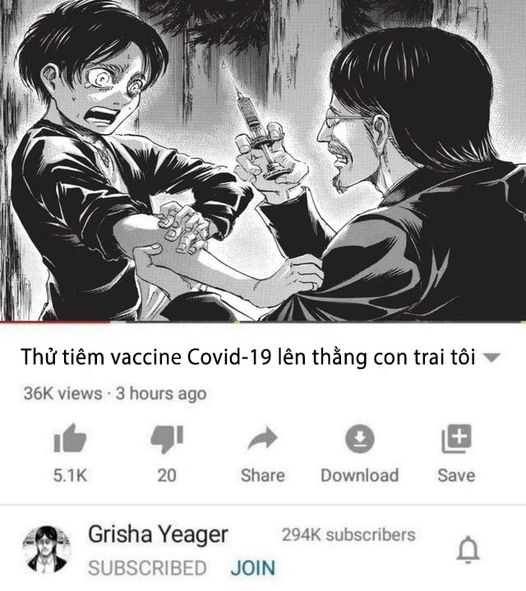 Thử tiêm vaccine Covid-19 lên thằng con trai tôi
36K views · 3 hours ago
5.1K
20
Share
Download
Save
Grisha Yeager
294K subscribers
SUBSCRIBED
JOIN